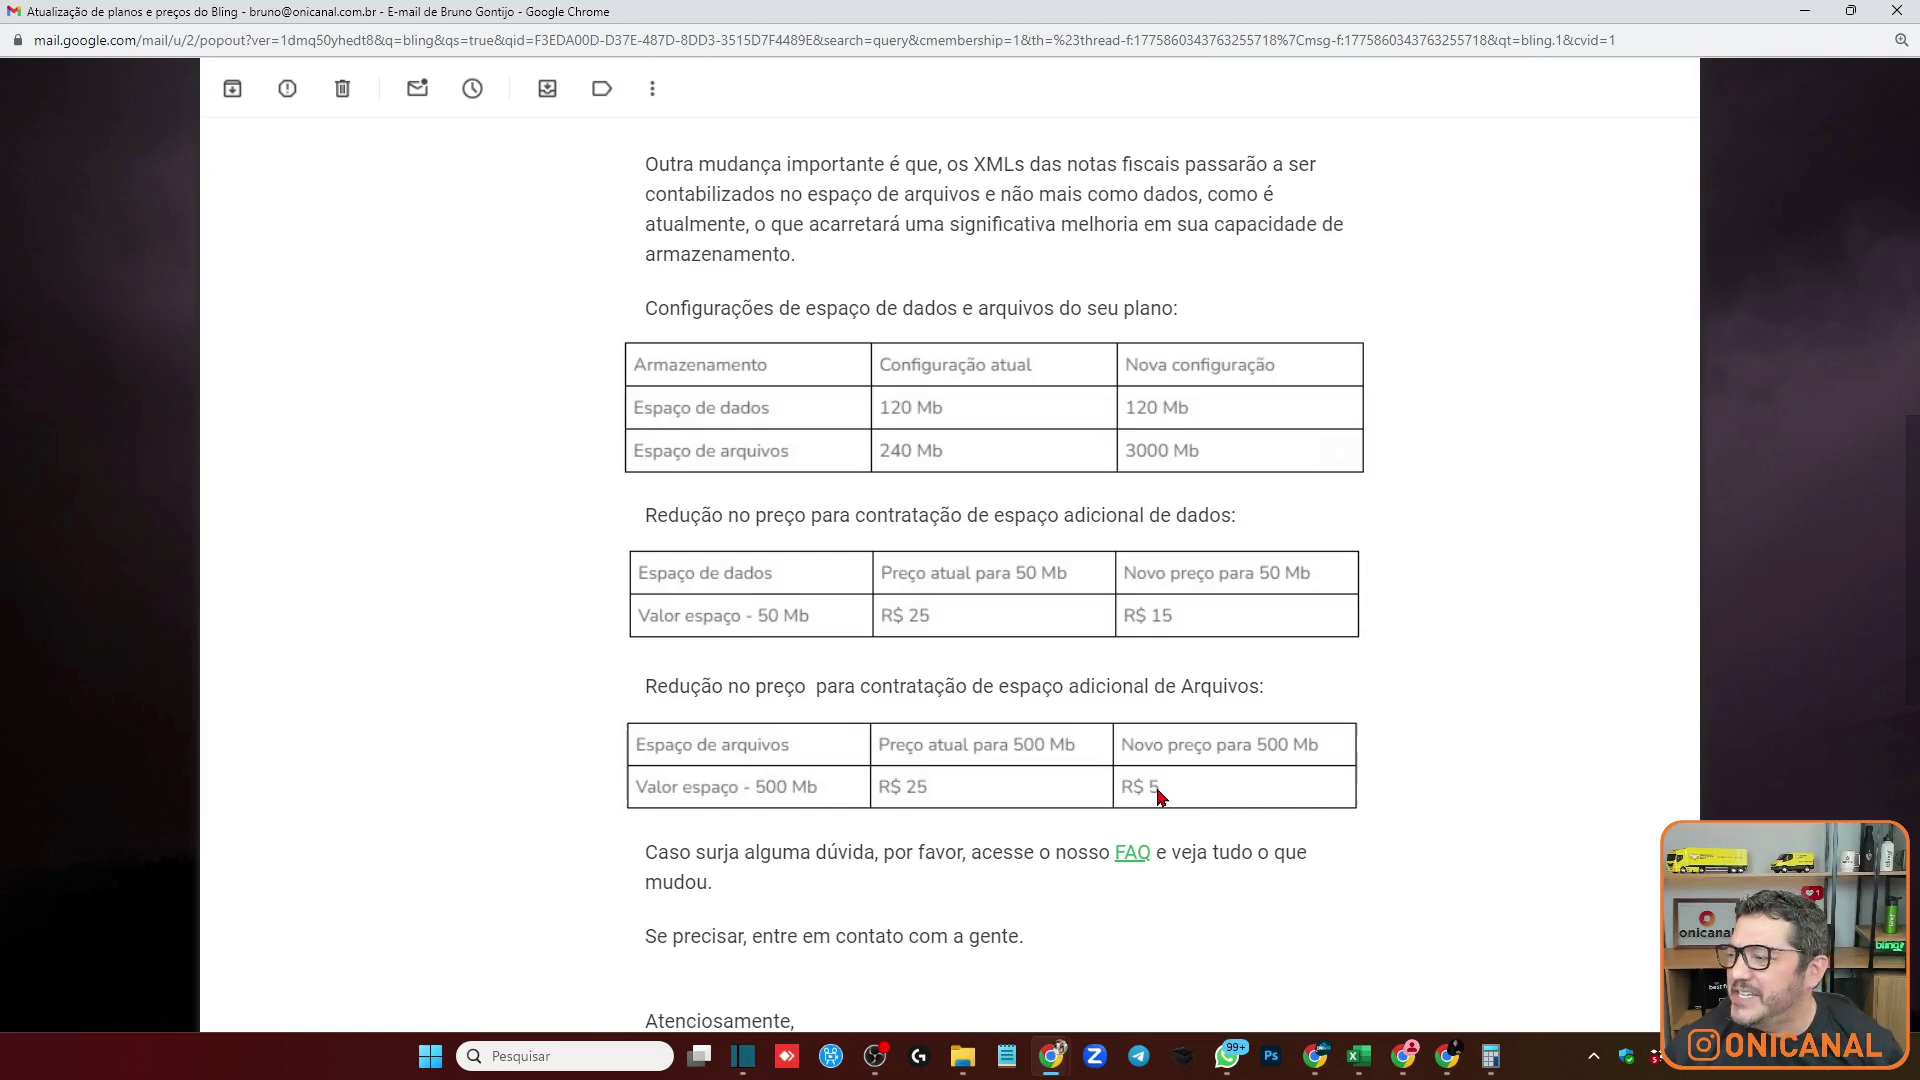 Atualização de planos e preços do Bling - bruno@onicanal.com.br - E-mail de Bruno Gontijo - Google Chrome
mail.google.com/mail/u/2/popout?ver=1dmq50yhedt8&q=bling&qs=true&qid=F3EDA00D-D37E-487D-8DD3-3515D7F4489E&search=query&cmembership=1&th=%23thread-f:1775860343763255718%7Cmsg-f:1775860343763255718&qt=bling.1&cvid=1
Outra mudança importante é que, os XMLs das notas fiscais passarão a ser
contabilizados no espaço de arquivos e não mais como dados, como é
atualmente, o que acarretará uma significativa melhoria em sua capacidade de
armazenamento.
Configurações de espaço de dados e arquivos do seu plano:
Armazenamento Configuração atual Nova configuração
Espaço de dados 120 Mb 120 Mb
Espaço de arquivos 240 Mb 3000 Mb
Redução no preço para contratação de espaço adicional de dados:
Espaço de dados Preço atual para 50 Mb Novo preço para 50 Mb
Valor espaço - 50 Mb R$ 25 R$ 15
Redução no preço  para contratação de espaço adicional de Arquivos:
Espaço de arquivos Preço atual para 500 Mb Novo preço para 500 Mb
Valor espaço - 500 Mb R$ 25 R$ 5
Caso surja alguma dúvida, por favor, acesse o nosso FAQ e veja tudo o que
mudou.
Se precisar, entre em contato com a gente.
Atenciosamente,
1
onicanal
bling!
ONICANAL
Pesquisar
99+
Ps